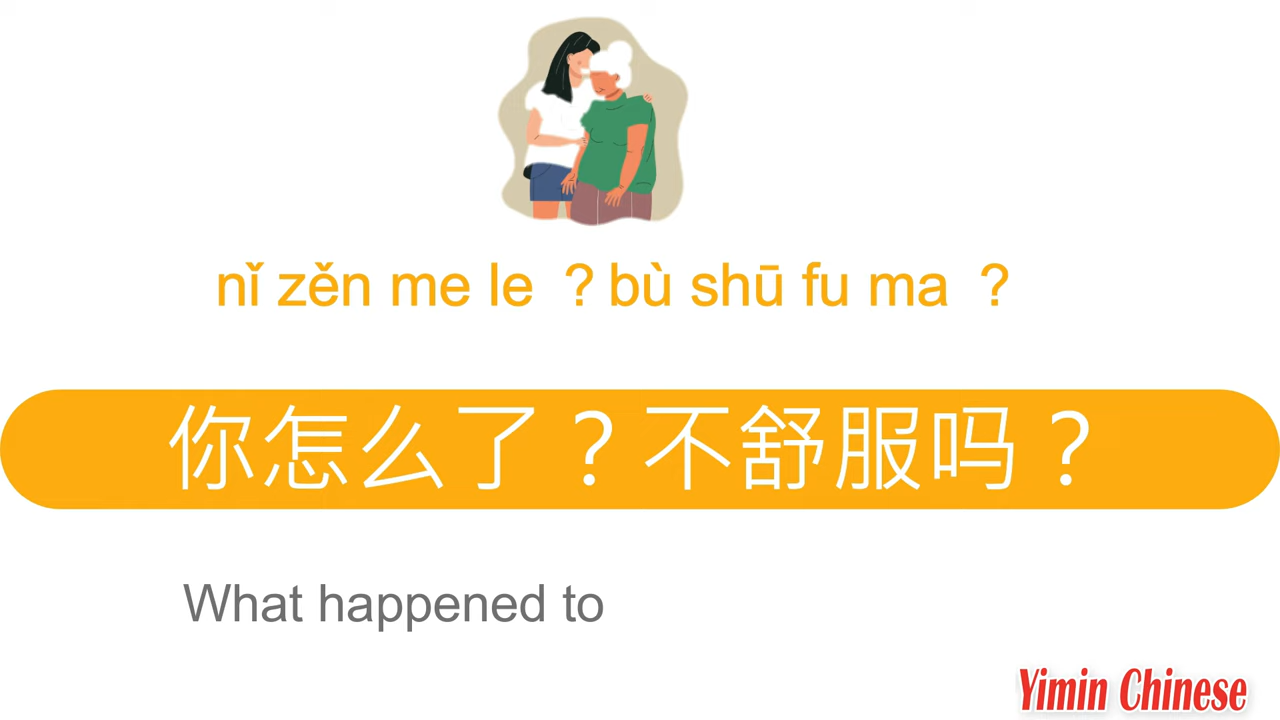 nǐ zěn me le ？bù shū fu ma ？
你怎么了？不舒服吗？
What happened to
Yimin Chinese